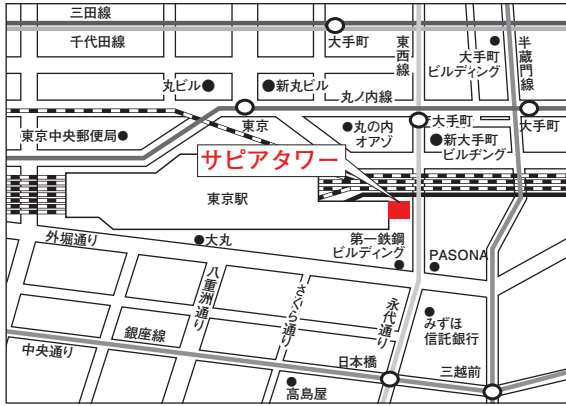 三田線
千代田線
大手町
東西線
大手町
ビルディング
半蔵門線
丸ビル
新丸ビル
丸ノ内線
東京中央郵便局
東京
丸の内
オアゾ
大手町
新大手町
ビルヂング
大手町
サピアタワー
東京駅
外堀通り
大丸
第一鉄鋼
ビルディング
PASONA
八重洲通り
さくら通り
永代通り
みずほ
信託銀行
銀座線
中央通り
日本橋
三越前
高島屋